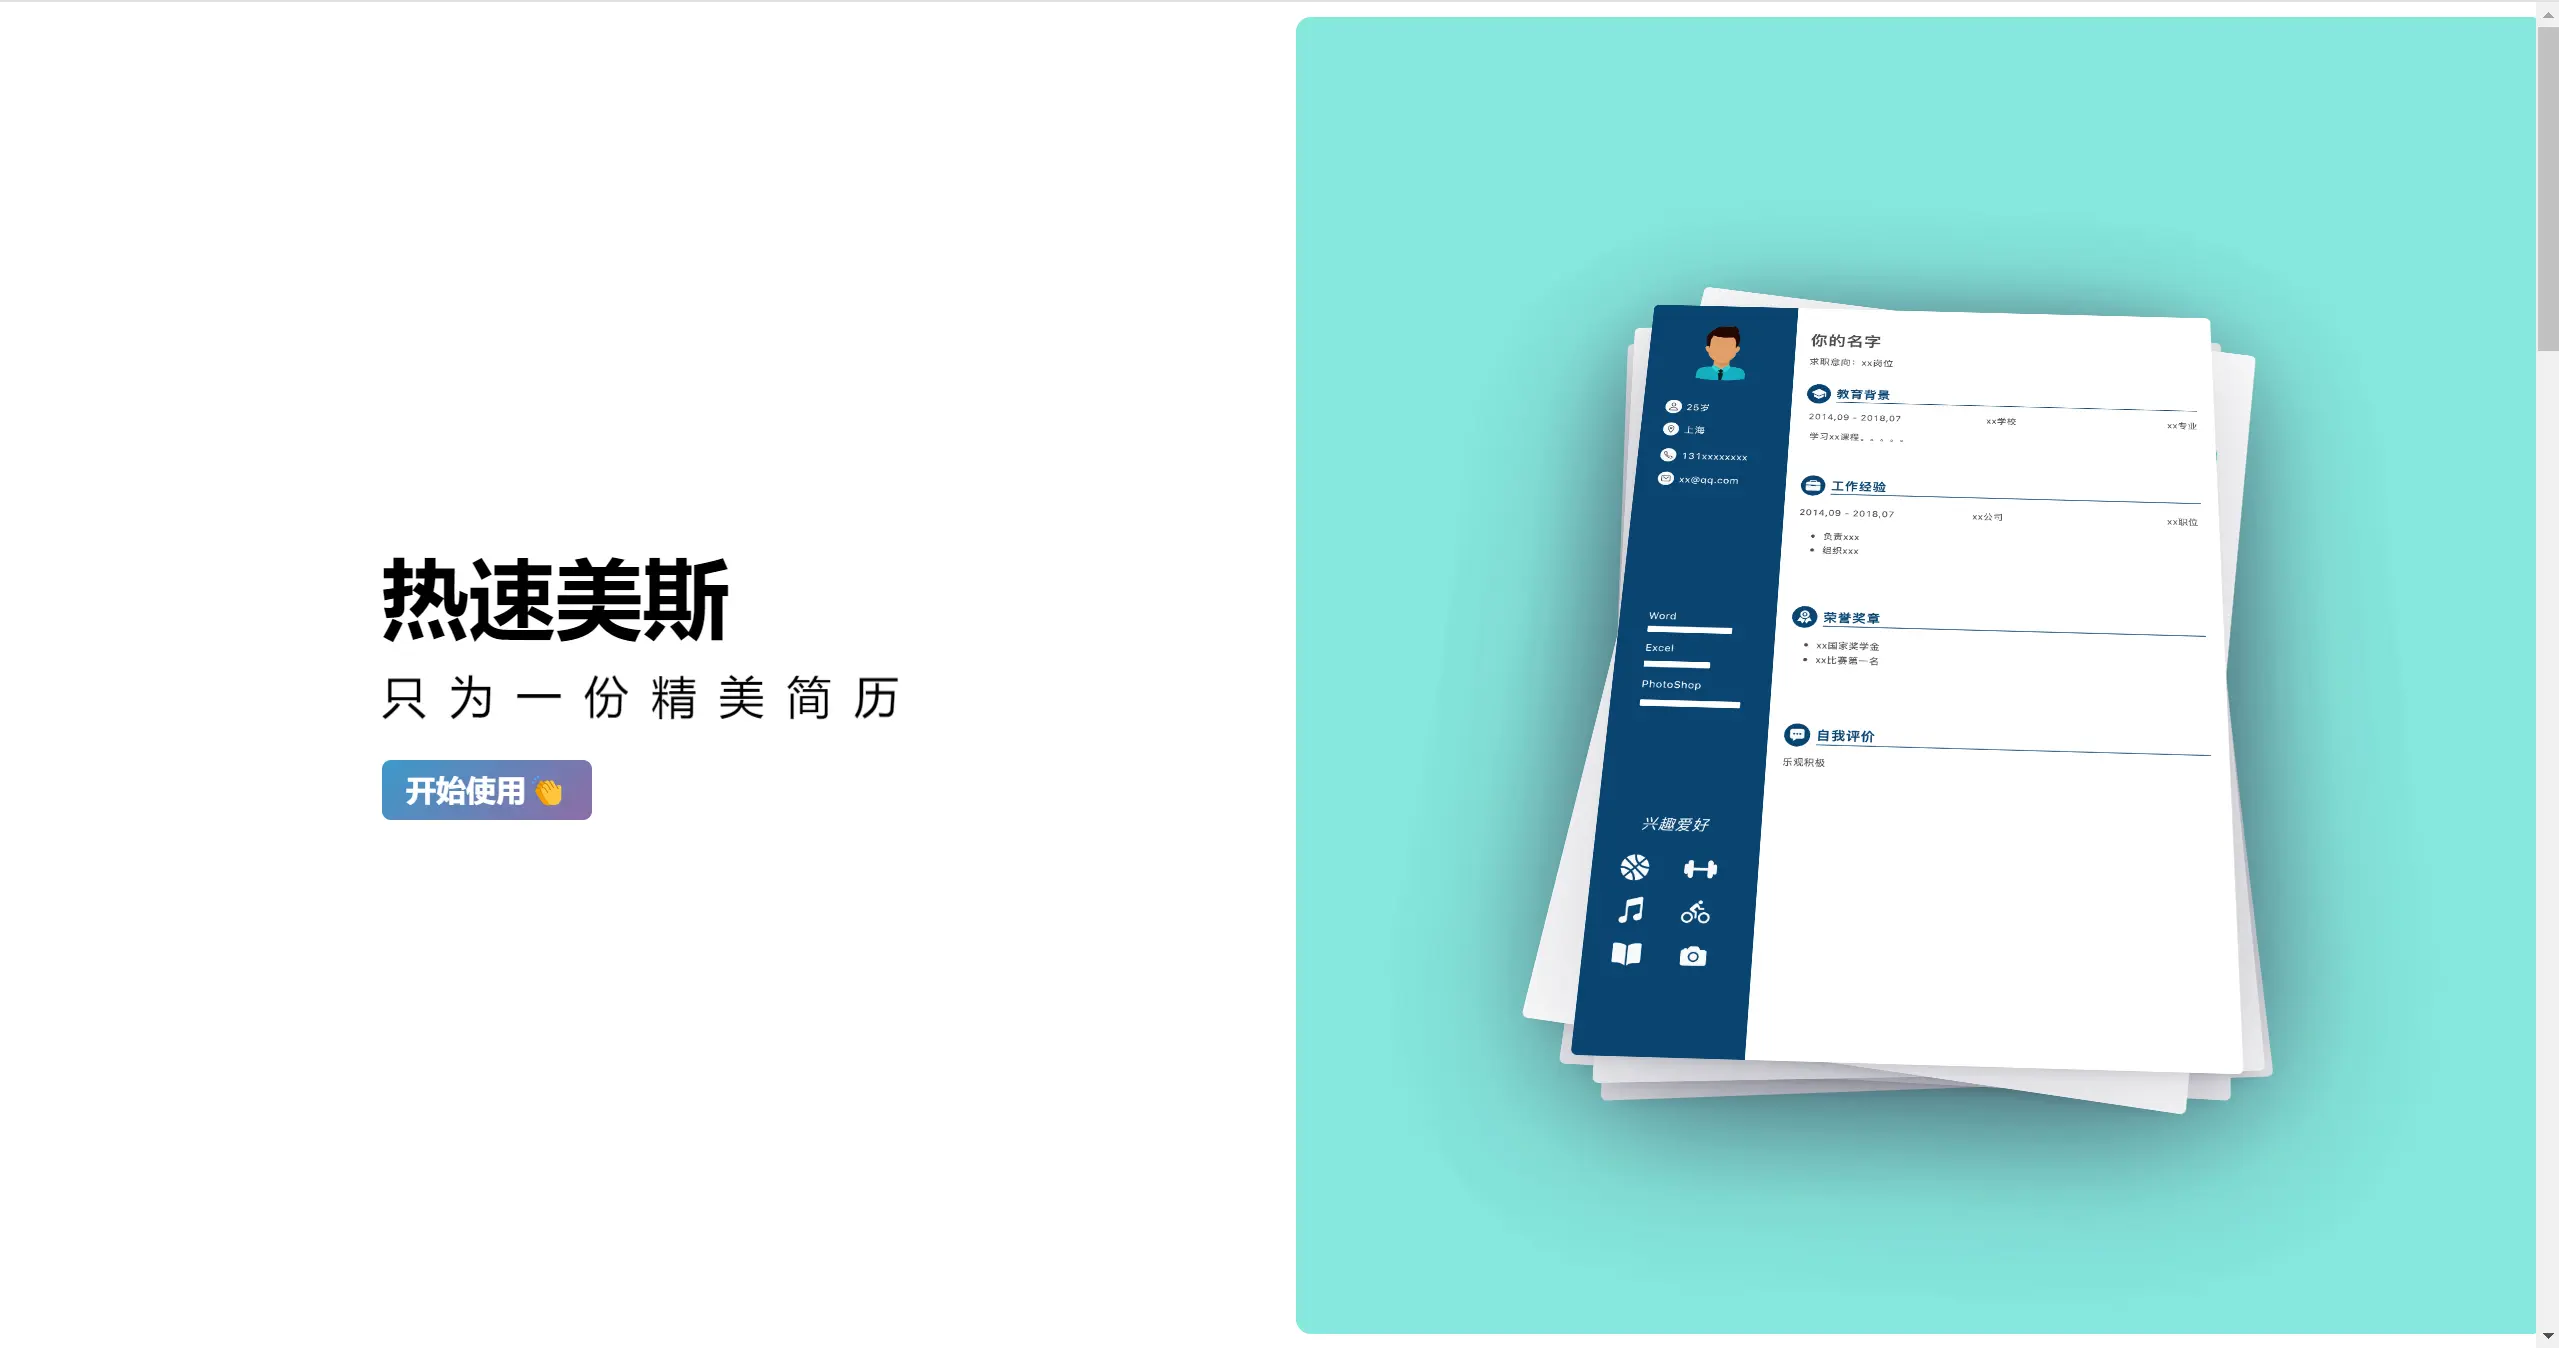 热速美斯
只为一份精美简历
开始使用 👏
你的名字
求职意向：xx岗位
25岁
上海
131xxxxxxxx
xx@qq.com
教育背景
2014,09 - 2018,07 xx学校 xx专业
学习xx课程。。。。。
工作经验
2014,09 - 2018,07 xx公司 xx职位
• 负责xxx
• 组织xxx
Word
Excel
PhotoShop
荣誉奖章
• xx国家奖学金
• xx比赛第一名
自我评价
乐观积极
兴趣爱好